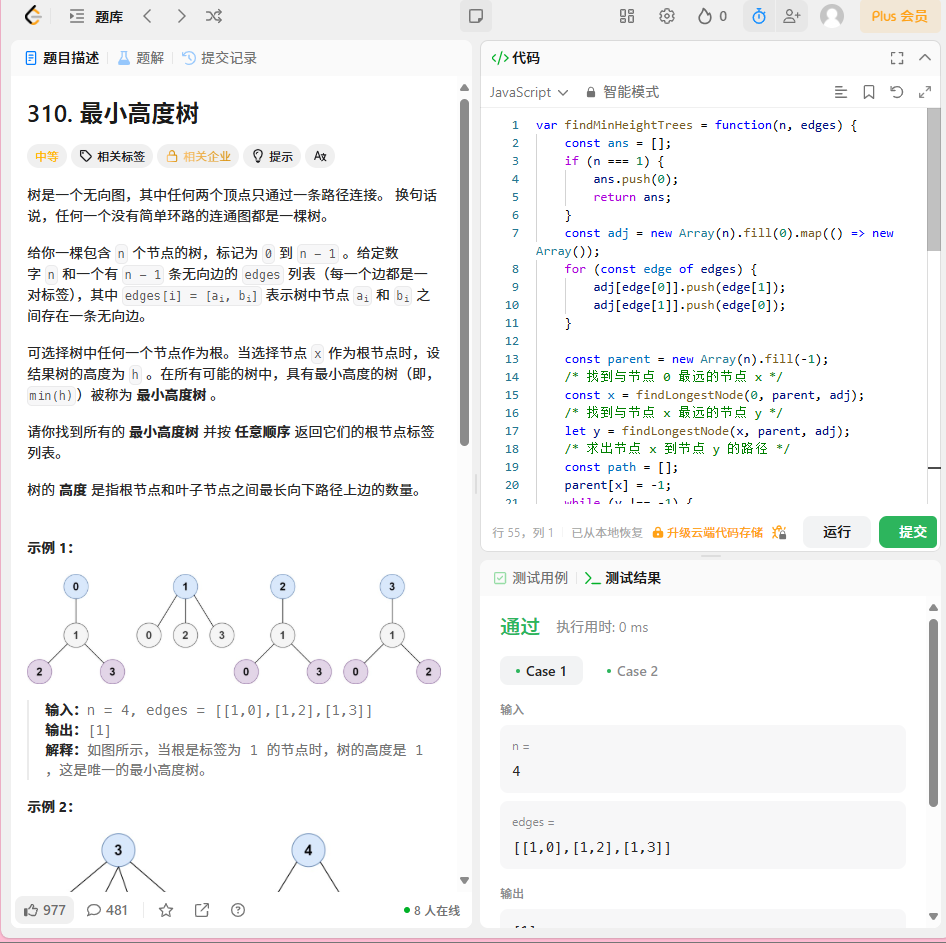 题库
0
Plus 会员
题目描述
题解
提交记录
310. 最小高度树
中等
相关标签
相关企业
提示
树是一个无向图，其中任何两个顶点只通过一条路径连接。 换句话
说，任何一个没有简单环路的连通图都是一棵树。
给你一棵包含 n 个节点的树，标记为 0 到 n - 1 。给定数
字 n 和一个有 n - 1 条无向边的 edges 列表（每一个边都是一
对标签），其中 edges[i] = [aᵢ, bᵢ] 表示树中节点 aᵢ 和 bᵢ 之
间存在一条无向边。
可选择树中任何一个节点作为根。当选择节点 x 作为根节点时，设
结果树的高度为 h 。在所有可能的树中，具有最小高度的树（即，
min(h)）被称为 最小高度树 。
请你找到所有的 最小高度树 并按 任意顺序 返回它们的根节点标签
列表。
树的 高度 是指根节点和叶子节点之间最长向下路径上边的数量。
示例 1：
0 1 2 3
1 0 2 3 1 1
2 3 0 3 0 2
输入：n = 4, edges = [[1,0],[1,2],[1,3]]
输出：[1]
解释：如图所示，当根是标签为 1 的节点时，树的高度是 1
，这是唯一的最小高度树。
示例 2：
3 4
977
481
8 人在线
</> 代码
JavaScript
智能模式
1 var findMinHeightTrees = function(n, edges) {
2 const ans = [];
3 if (n === 1) {
4 ans.push(0);
5 return ans;
6 }
7 const adj = new Array(n).fill(0).map(() => new
Array());
8 for (const edge of edges) {
9 adj[edge[0]].push(edge[1]);
10 adj[edge[1]].push(edge[0]);
11 }
12
13 const parent = new Array(n).fill(-1);
14 /* 找到与节点 0 最远的节点 x */
15 const x = findLongestNode(0, parent, adj);
16 /* 找到与节点 x 最远的节点 y */
17 let y = findLongestNode(x, parent, adj);
18 /* 求出节点 x 到节点 y 的路径 */
19 const path = [];
20 parent[x] = -1;
21 while (y !== -1) {
行 55，列 1
已从本地恢复
升级云端代码存储
运行
提交
测试用例
测试结果
通过
执行用时: 0 ms
Case 1
Case 2
输入
n =
4
edges =
[[1,0],[1,2],[1,3]]
输出
[1]